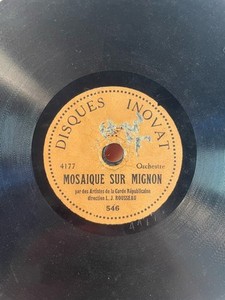 DISQUES INOVAT
4177 Orchestre
MOSAIQUE SUR MIGNON
par des Artistes de la Garde Républicaine
direction L. J. ROUSSEAU
546